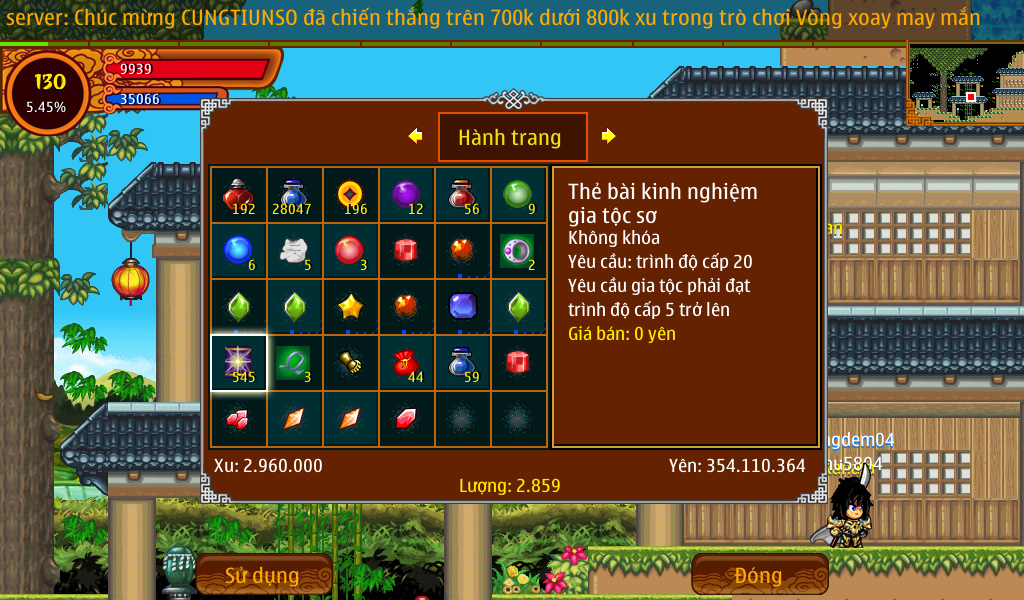 server: Chúc mừng CUNGTIUNSO đã chiến thắng trên 700k dưới 800k xu trong trò chơi Vòng xoay may mắn
130
5.45%
9939
35066
Hành trang
192
28047
196
12
56
9
6
5
3
2
545
3
44
59
Thẻ bài kinh nghiệm
gia tộc sơ
Không khóa
Yêu cầu: trình độ cấp 20
Yêu cầu gia tộc phải đạt
trình độ cấp 5 trở lên
Giá bán: 0 yên
Xu: 2.960.000
Yên: 354.110.364
Lượng: 2.859
Sử dụng
Đóng